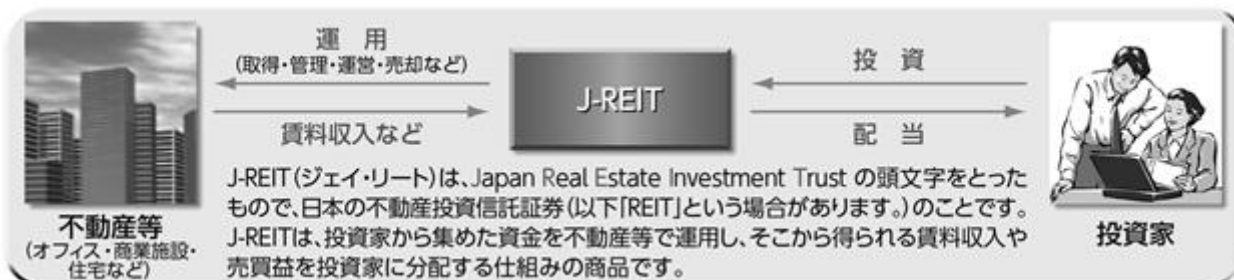 運 用
(取得・管理・運営・売却など)
賃料収入など
J-REIT
投 資
配 当
J-REIT(ジェイ・リート)は、Japan Real Estate Investment Trust の頭文字をとった
もので、日本の不動産投資信託証券(以下「REIT」という場合があります。)のことです。
J-REITは、投資家から集めた資金を不動産等で運用し、そこから得られる賃料収入や
売買益を投資家に分配する仕組みの商品です。
不動産等
(オフィス・商業施設・
住宅など)
投資家